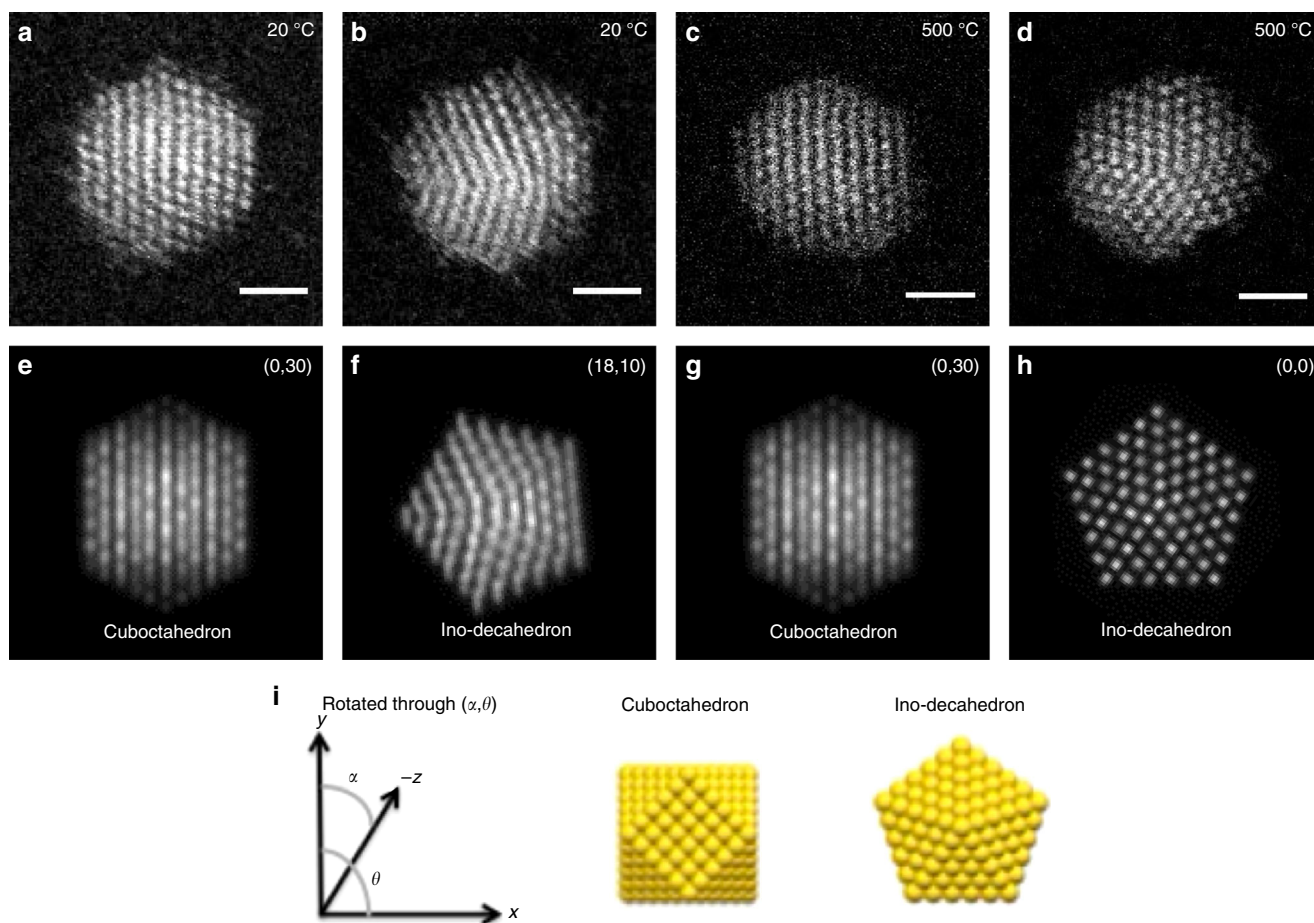 a 20 °C
b 20 °C
c 500 °C
d 500 °C
e (0,30)
Cuboctahedron
f (18,10)
Ino-decahedron
g (0,30)
Cuboctahedron
h (0,0)
Ino-decahedron
i
Rotated through (α,θ)
Cuboctahedron
Ino-decahedron
y
α
–z
θ
x